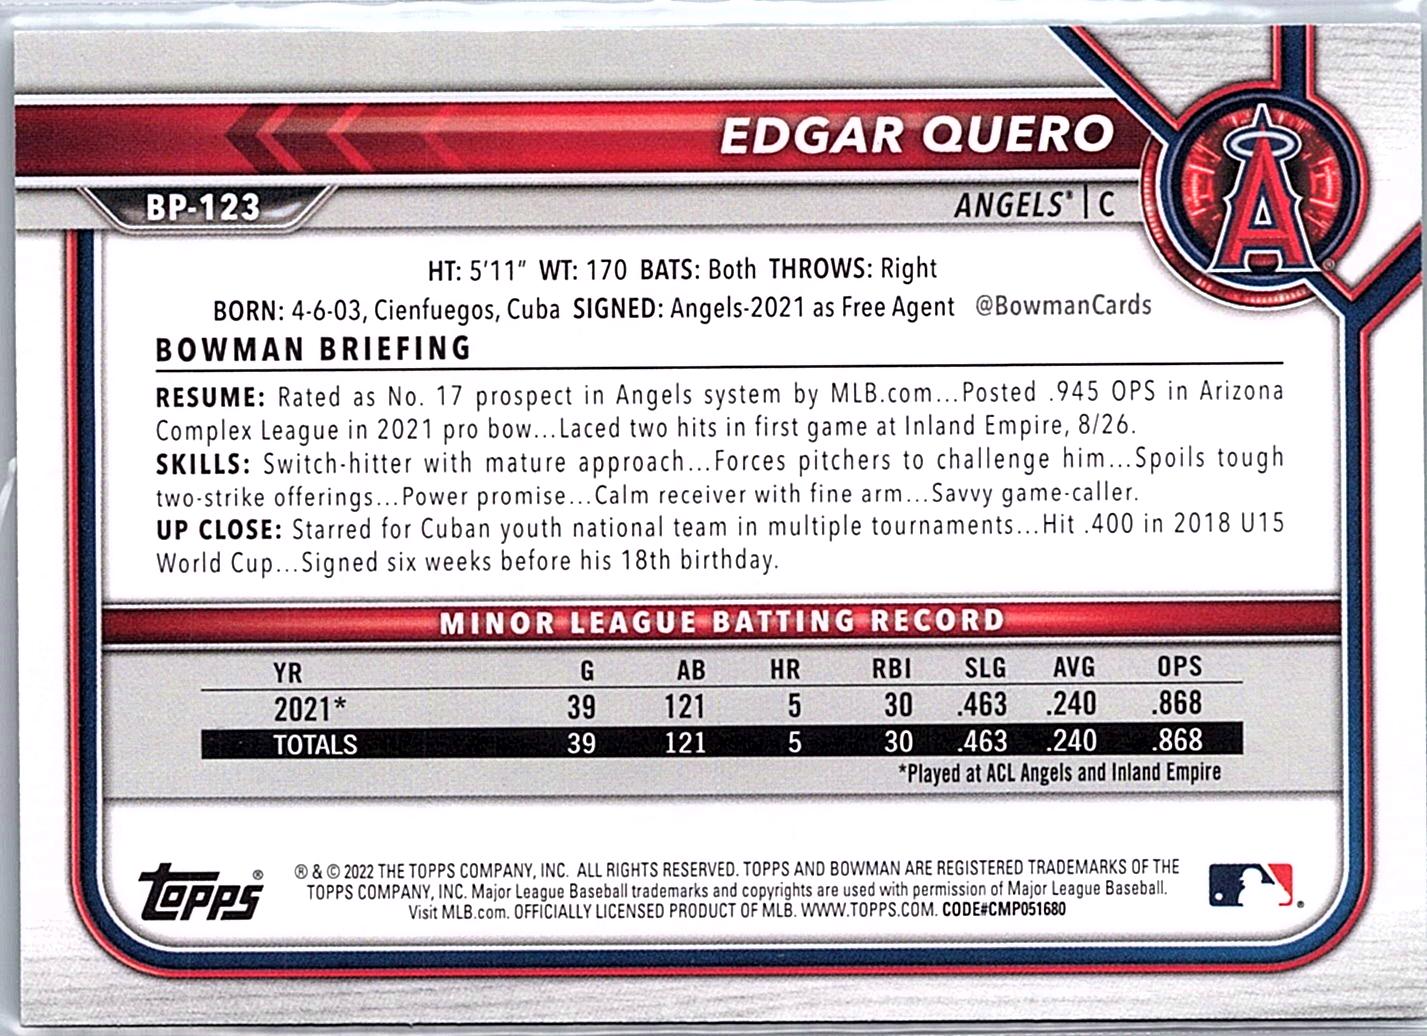 EDGAR QUERO
BP-123
ANGELS® | C
A
HT: 5'11" WT: 170 BATS: Both THROWS: Right
BORN: 4-6-03, Cienfuegos, Cuba SIGNED: Angels-2021 as Free Agent @BowmanCards
BOWMAN BRIEFING
RESUME: Rated as No. 17 prospect in Angels system by MLB.com...Posted .945 OPS in Arizona
Complex League in 2021 pro bow...Laced two hits in first game at Inland Empire, 8/26.
SKILLS: Switch-hitter with mature approach...Forces pitchers to challenge him...Spoils tough
two-strike offerings...Power promise...Calm receiver with fine arm...Savvy game-caller.
UP CLOSE: Starred for Cuban youth national team in multiple tournaments...Hit .400 in 2018 U15
World Cup...Signed six weeks before his 18th birthday.
MINOR LEAGUE BATTING RECORD
YR G AB HR RBI SLG AVG OPS
2021* 39 121 5 30 .463 .240 .868
TOTALS 39 121 5 30 .463 .240 .868
*Played at ACL Angels and Inland Empire
TOPPS®
® & © 2022 THE TOPPS COMPANY, INC. ALL RIGHTS RESERVED. TOPPS AND BOWMAN ARE REGISTERED TRADEMARKS OF THE
TOPPS COMPANY, INC. Major League Baseball trademarks and copyrights are used with permission of Major League Baseball.
Visit MLB.com. OFFICIALLY LICENSED PRODUCT OF MLB. WWW.TOPPS.COM. CODE#CMP051680